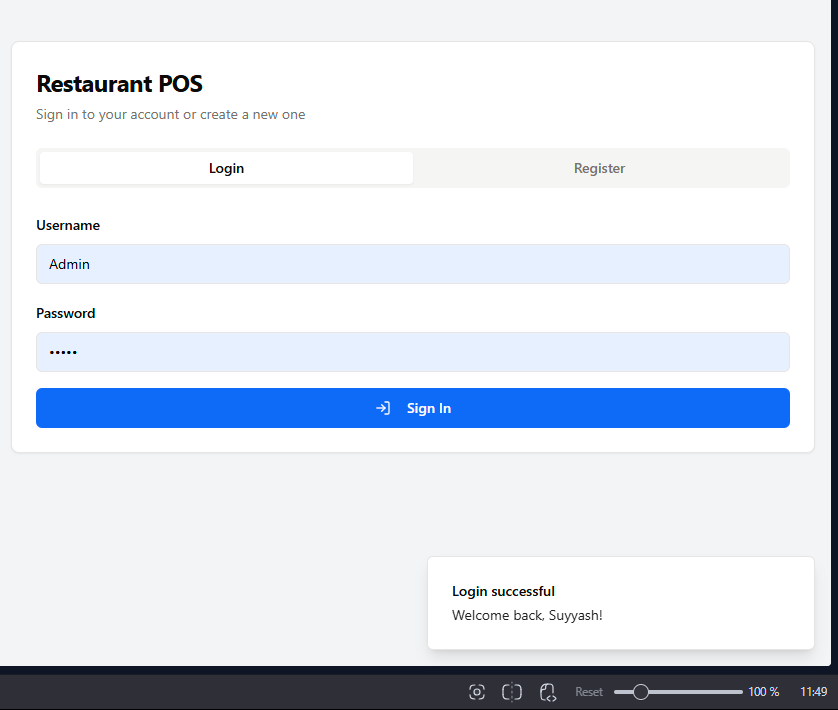 Restaurant POS
Sign in to your account or create a new one
Login
Register
Username
Admin
Password
•••••
Sign In
Login successful
Welcome back, Suyyash!
Reset
100 %
11:49